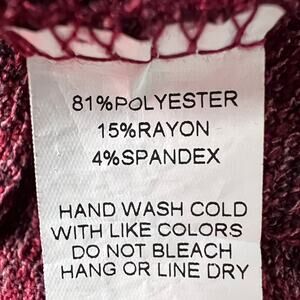 81%POLYESTER
15%RAYON
4%SPANDEX
HAND WASH COLD
WITH LIKE COLORS
DO NOT BLEACH
HANG OR LINE DRY